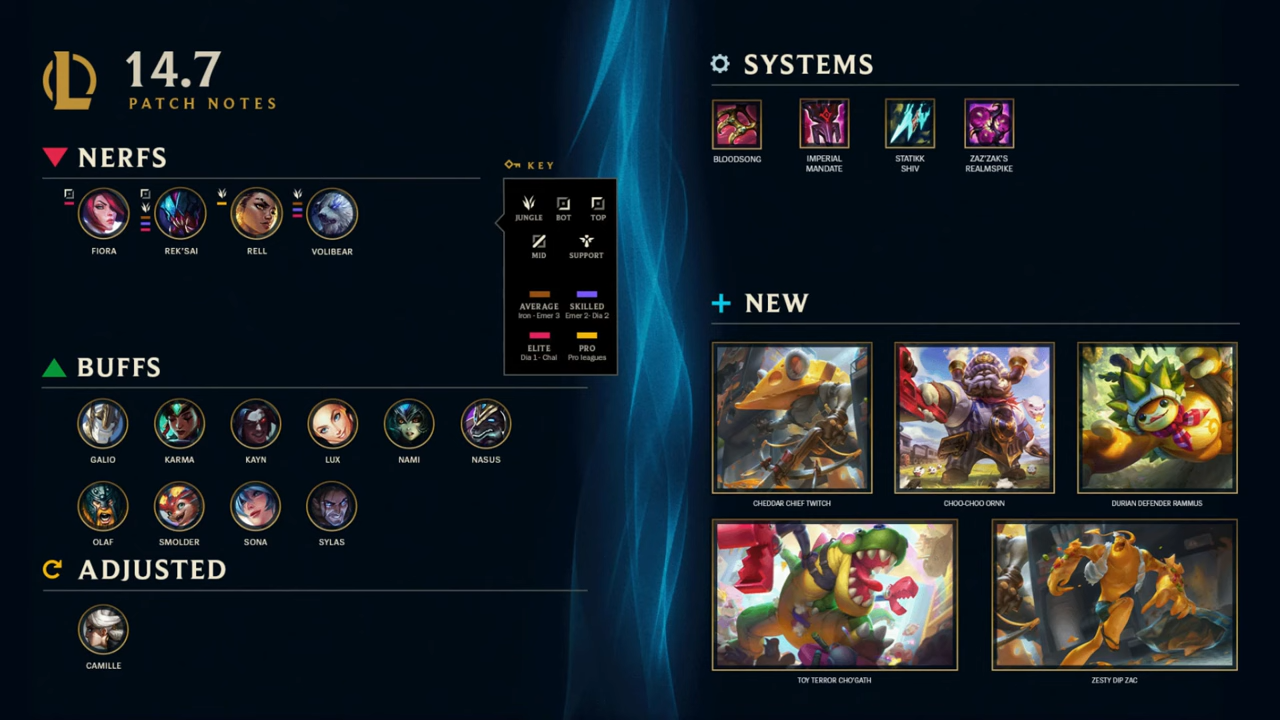 14.7
PATCH NOTES
NERFS
FIORA
REK'SAI
RELL
VOLIBEAR
KEY
JUNGLE
BOT
TOP
MID
SUPPORT
AVERAGE
Iron - Emer 3
SKILLED
Emer 2- Dia 2
ELITE
Dia 1 - Chal
PRO
Pro leagues
BUFFS
GALIO
KARMA
KAYN
LUX
NAMI
NASUS
OLAF
SMOLDER
SONA
SYLAS
ADJUSTED
CAMILLE
SYSTEMS
BLOODSONG
IMPERIAL
MANDATE
STATIKK
SHIV
ZAZ'ZAK'S
REALMSPIKE
NEW
CHEDDAR CHIEF TWITCH
CHOO-CHOO ORNN
DURIAN DEFENDER RAMMUS
TOY TERROR CHO'GATH
ZESTY DIP ZAC